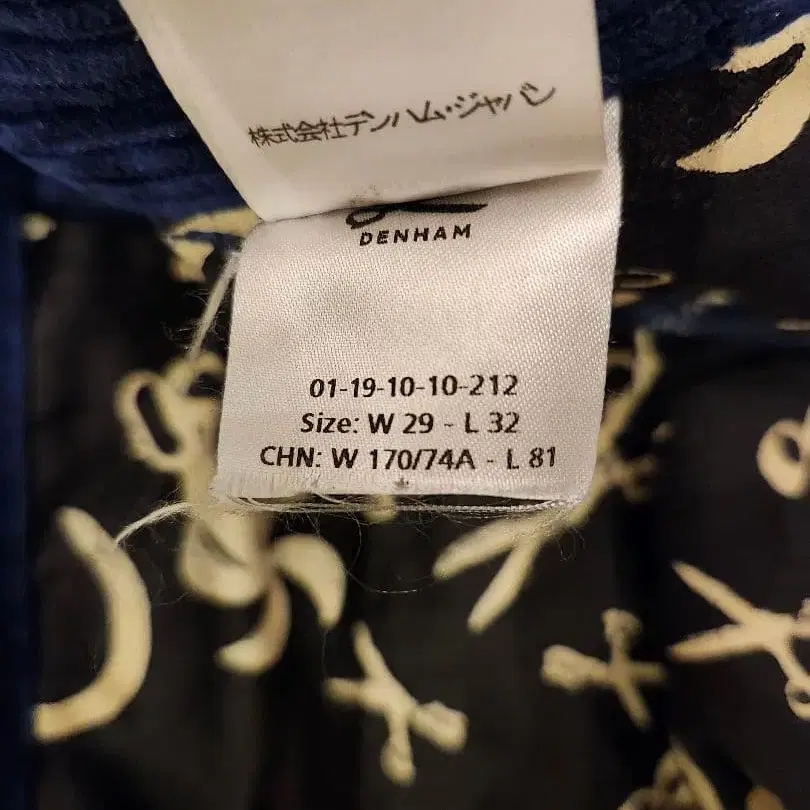 株式会社デンハム・ジャパン
DENHAM
01-19-10-10-212
Size: W 29 - L 32
CHN: W 170/74A - L 81